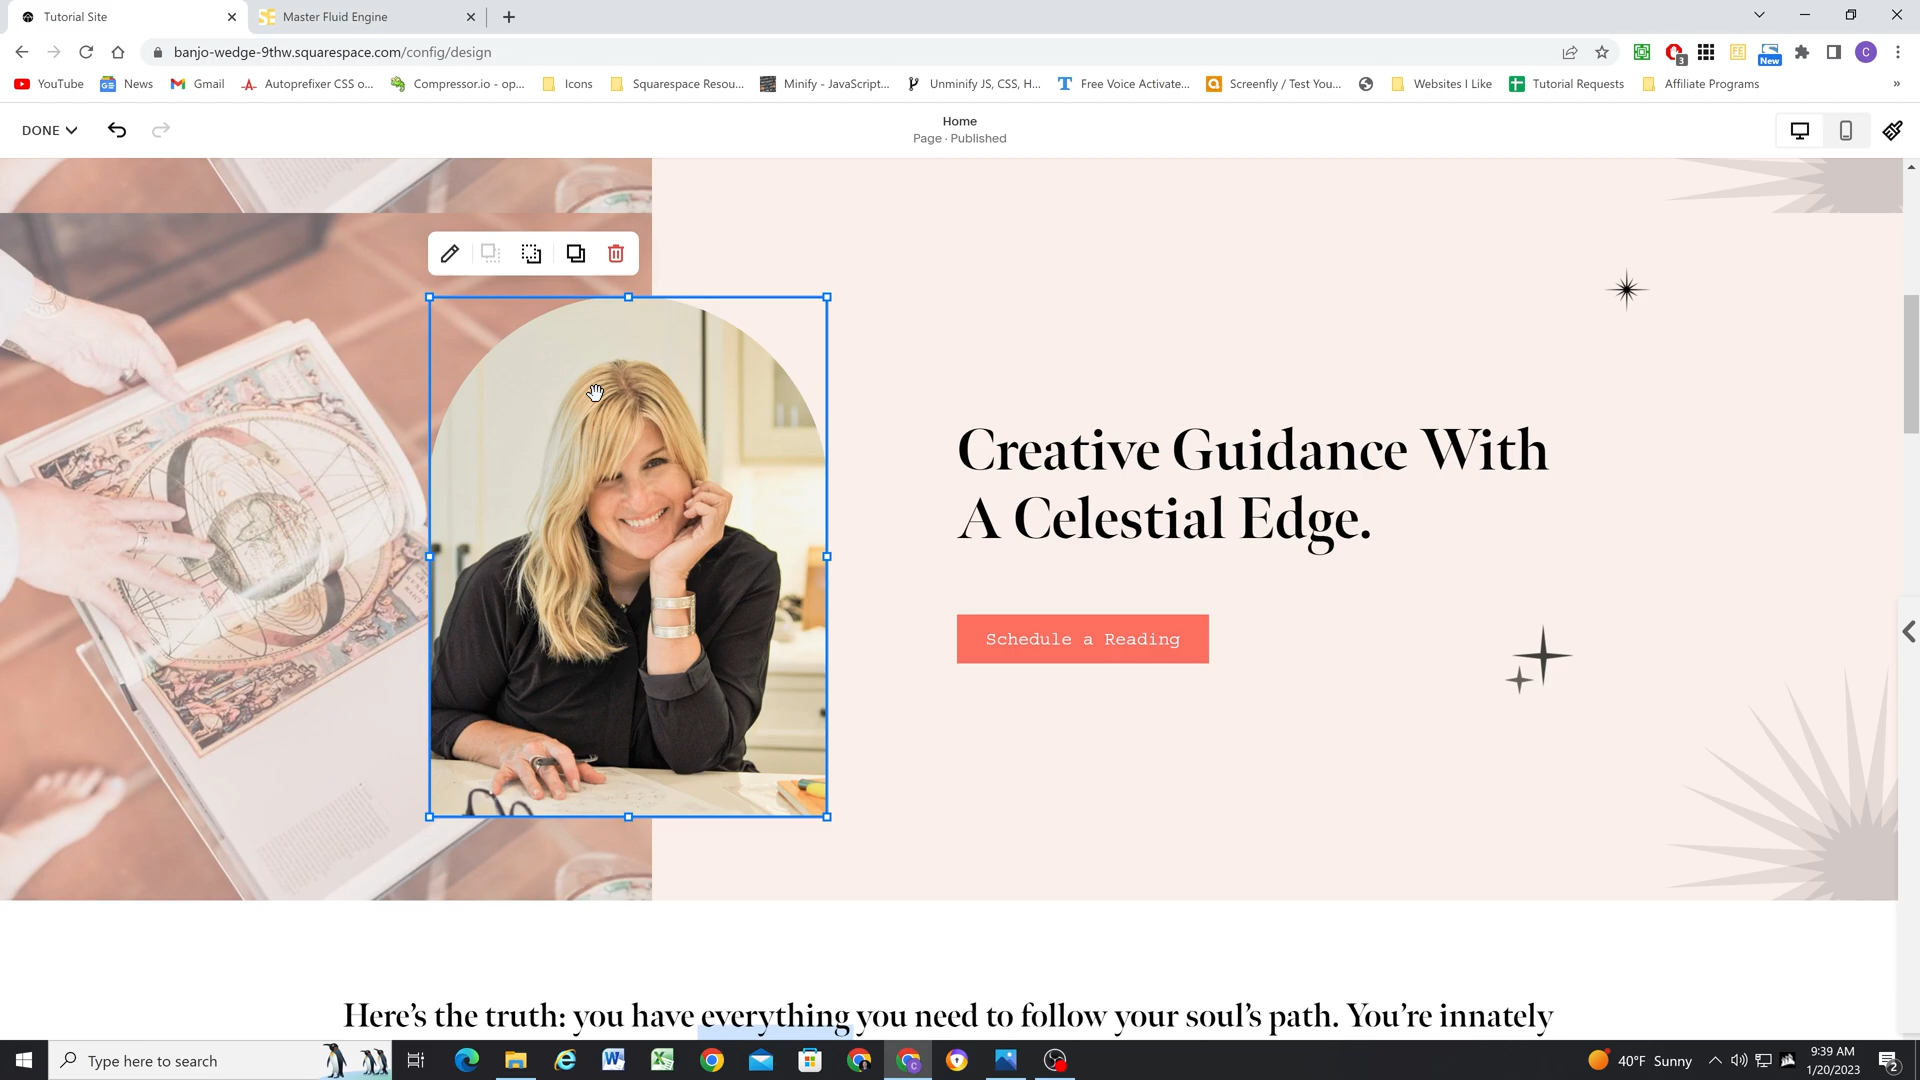 Tutorial Site
Master Fluid Engine
banjo-wedge-9thw.squarespace.com/config/design
3
New
C
YouTube
News
Gmail
Autoprefixer CSS o...
Compressor.io - op...
Icons
Squarespace Resou...
Minify - JavaScript...
Unminify JS, CSS, H...
Free Voice Activate...
Screenfly / Test You...
Websites I Like
Tutorial Requests
Affiliate Programs
»
DONE
Home
Page · Published
Creative Guidance With
A Celestial Edge.
Schedule a Reading
Here’s the truth: you have everything you need to follow your soul’s path. You’re innately
Type here to search
40°F Sunny
9:39 AM
1/20/2023
2